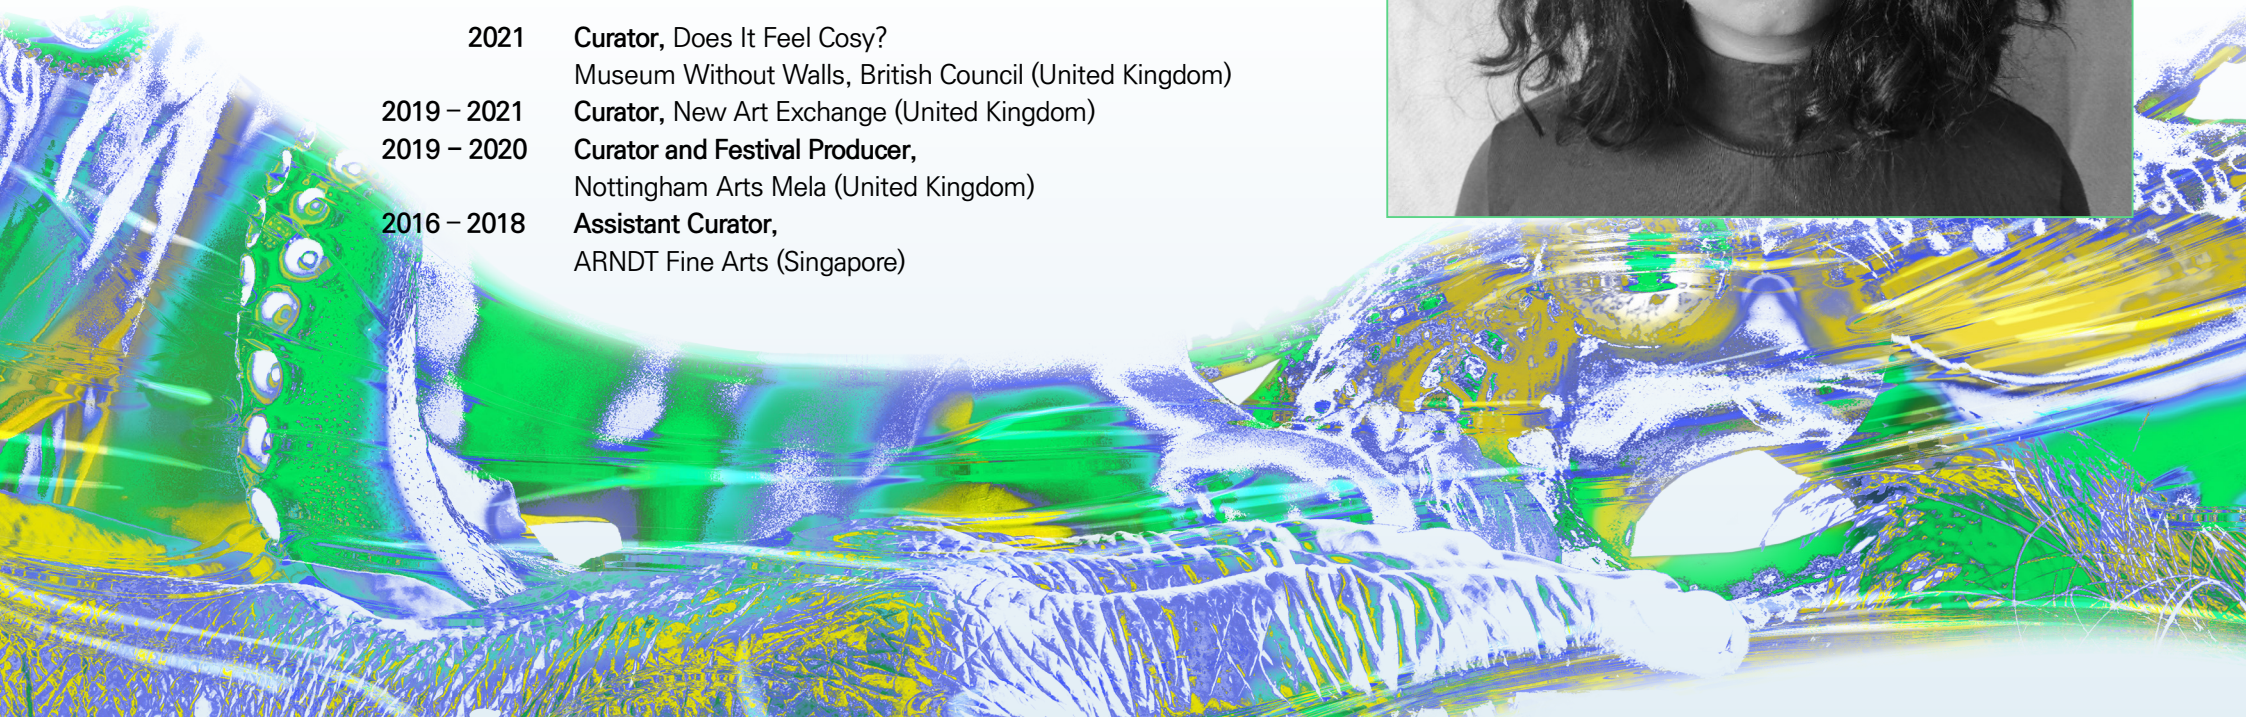 2021 Curator, Does It Feel Cosy?
Museum Without Walls, British Council (United Kingdom)
2019 – 2021 Curator, New Art Exchange (United Kingdom)
2019 – 2020 Curator and Festival Producer,
Nottingham Arts Mela (United Kingdom)
2016 – 2018 Assistant Curator,
ARNDT Fine Arts (Singapore)